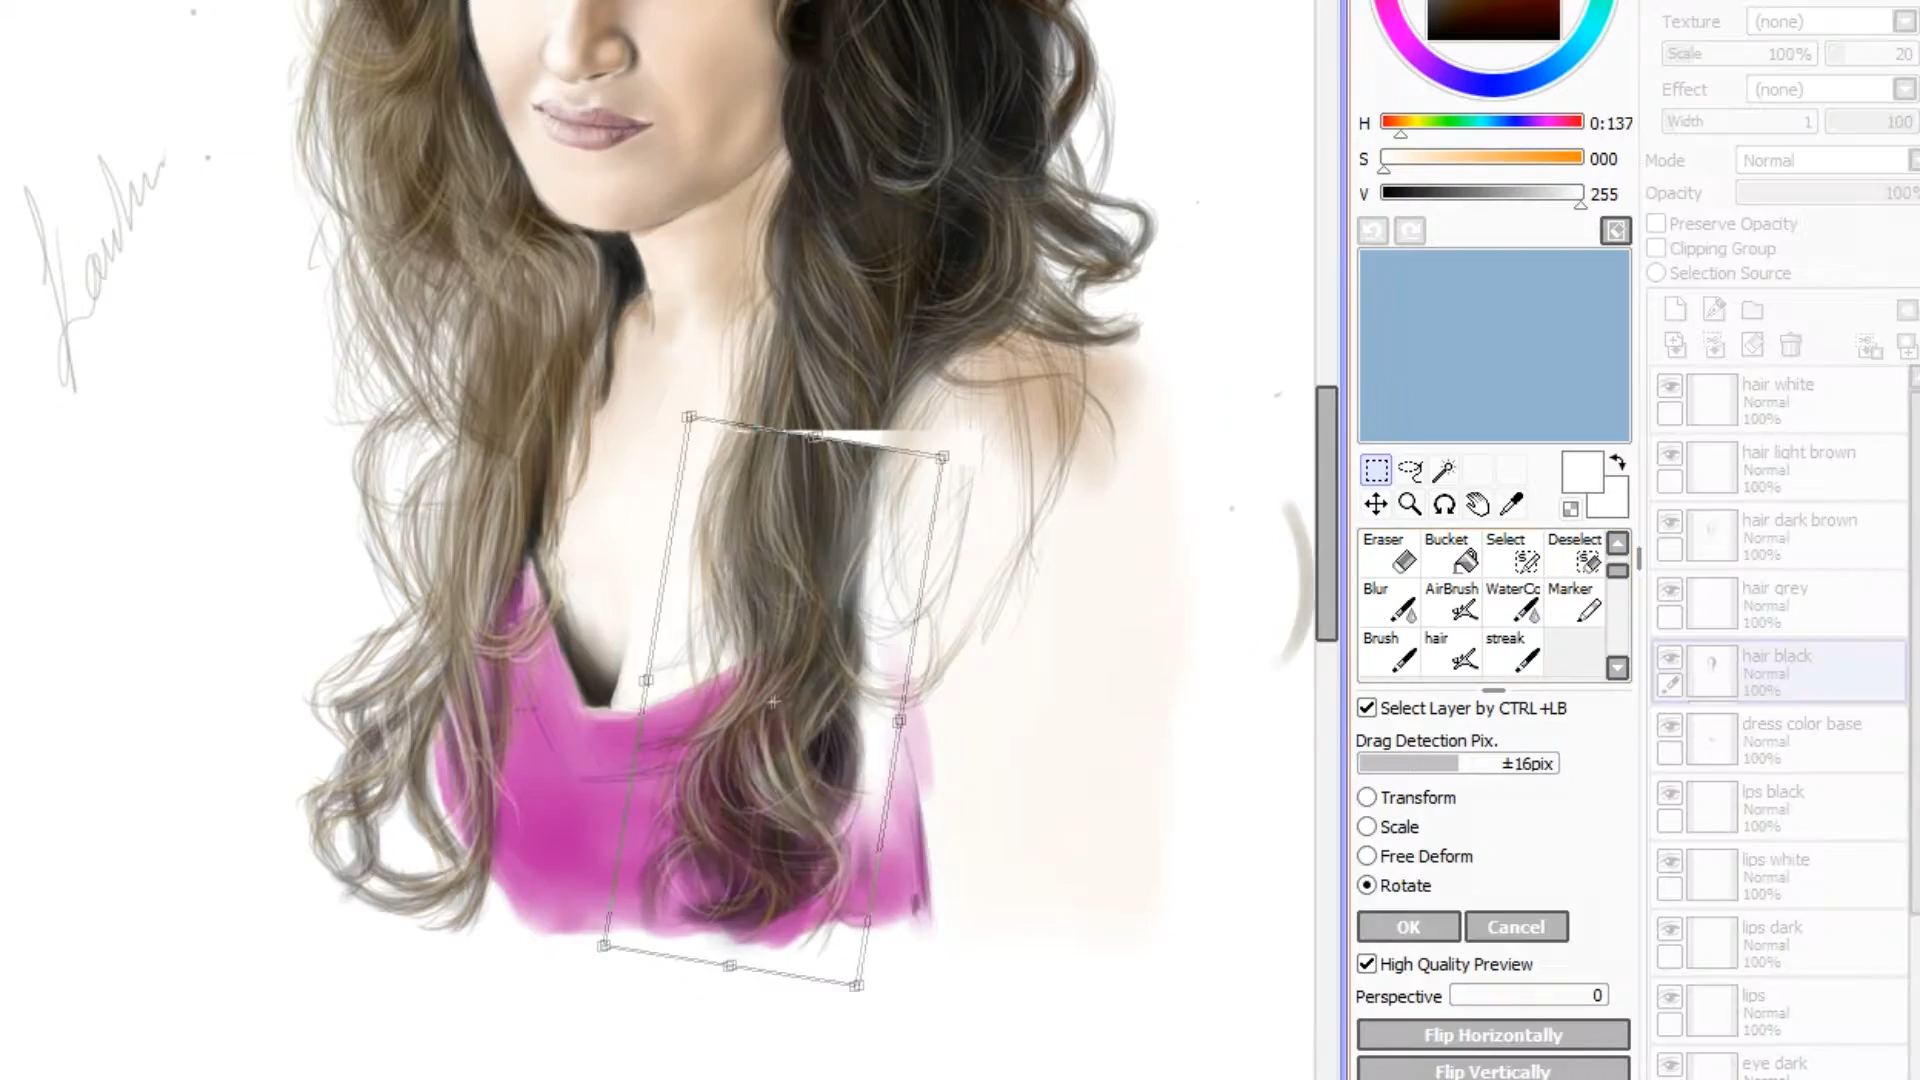 Texture (none)
Scale 100% 20
Effect (none)
Width 1 100
H 0:137
S 000
V 255
Mode Normal
Opacity 100%
Preserve Opacity
Clipping Group
Selection Source
hair white
Normal
100%
hair light brown
Normal
100%
hair dark brown
Normal
100%
hair grey
Normal
100%
hair black
Normal
100%
dress color base
Normal
100%
lps black
Normal
100%
lips white
Normal
100%
lips dark
Normal
100%
lips
Normal
100%
eye dark
Normal
Eraser Bucket Select Deselect
Blur AirBrush WaterCo Marker
Brush hair streak
Select Layer by CTRL+LB
Drag Detection Pix.
±16pix
Transform
Scale
Free Deform
Rotate
OK Cancel
High Quality Preview
Perspective 0
Flip Horizontally
Flip Vertically